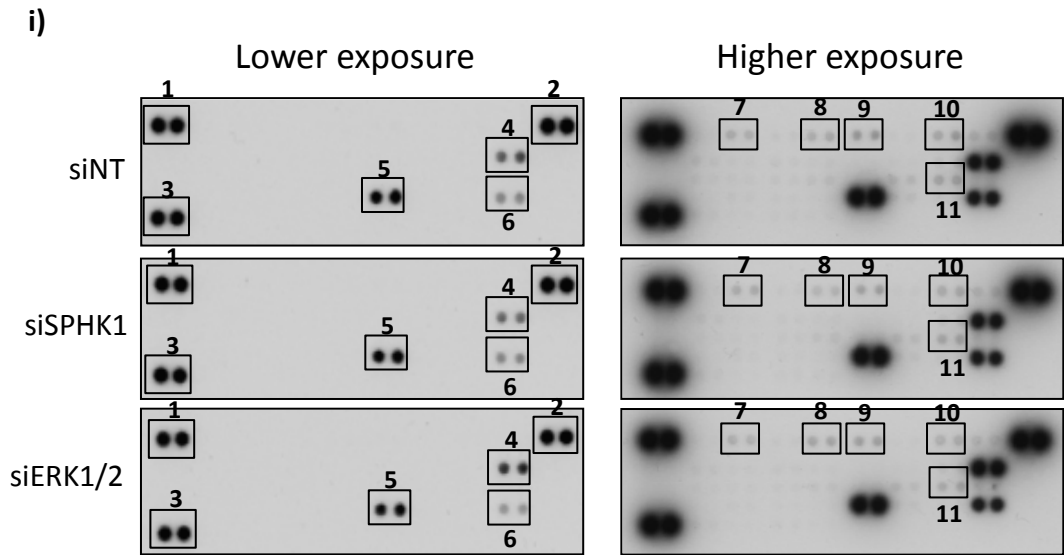 i)
Lower exposure Higher exposure
1 2 7 8 9 10
4
siNT 5
3 6 11
1 2 7 8 9 10
4
siSPHK1 5
3 6 11
1 2 7 8 9 10
4
siERK1/2 5
3 6 11